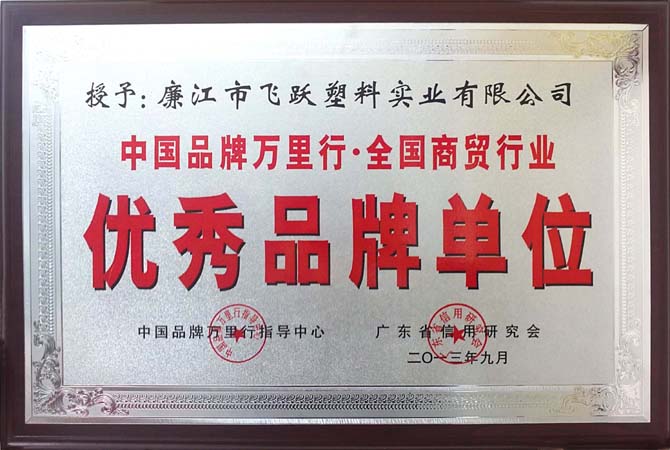 授予：廉江市飞跃塑料实业有限公司
中国品牌万里行·全国商贸行业
优秀品牌单位
中国品牌万里行指导中心 广东省信用研究会
二〇一三年九月